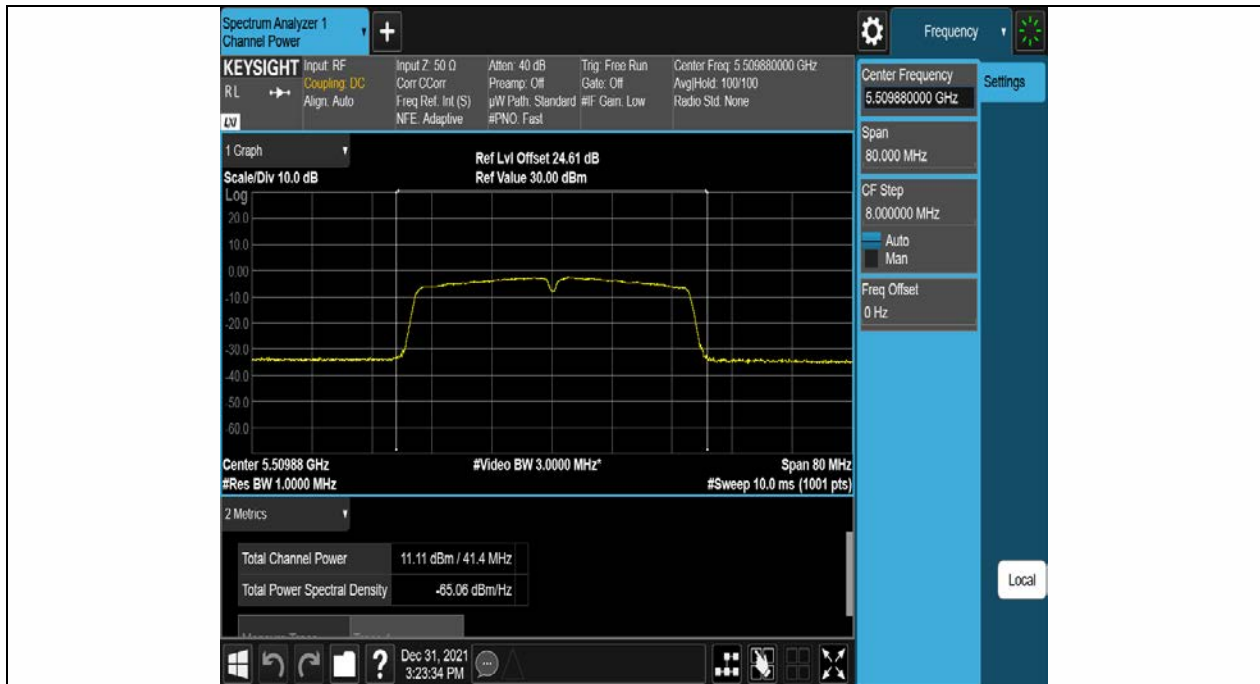 Spectrum Analyzer 1
Channel Power
+
Frequency
KEYSIGHT
RL
LXI
Input: RF
Coupling: DC
Align: Auto
Input Z: 50 Ω
Corr CCorr
Freq Ref: Int (S)
NFE: Adaptive
Atten: 40 dB
Preamp: Off
µW Path: Standard
#PNO: Fast
Trig: Free Run
Gate: Off
#IF Gain: Low
Center Freq: 5.509880000 GHz
Avg|Hold: 100/100
Radio Std: None
Center Frequency
5.509880000 GHz
Settings
Span
80.000 MHz
CF Step
8.000000 MHz
Auto
Man
Freq Offset
0 Hz
Local
1 Graph
Scale/Div 10.0 dB
Ref Lvl Offset 24.61 dB
Ref Value 30.00 dBm
Log
20.0
10.0
0.00
-10.0
-20.0
-30.0
-40.0
-50.0
-60.0
Center 5.50988 GHz
#Res BW 1.0000 MHz
#Video BW 3.0000 MHz*
Span 80 MHz
#Sweep 10.0 ms (1001 pts)
2 Metrics
Total Channel Power 11.11 dBm / 41.4 MHz
Total Power Spectral Density -65.06 dBm/Hz
?
Dec 31, 2021
3:23:34 PM